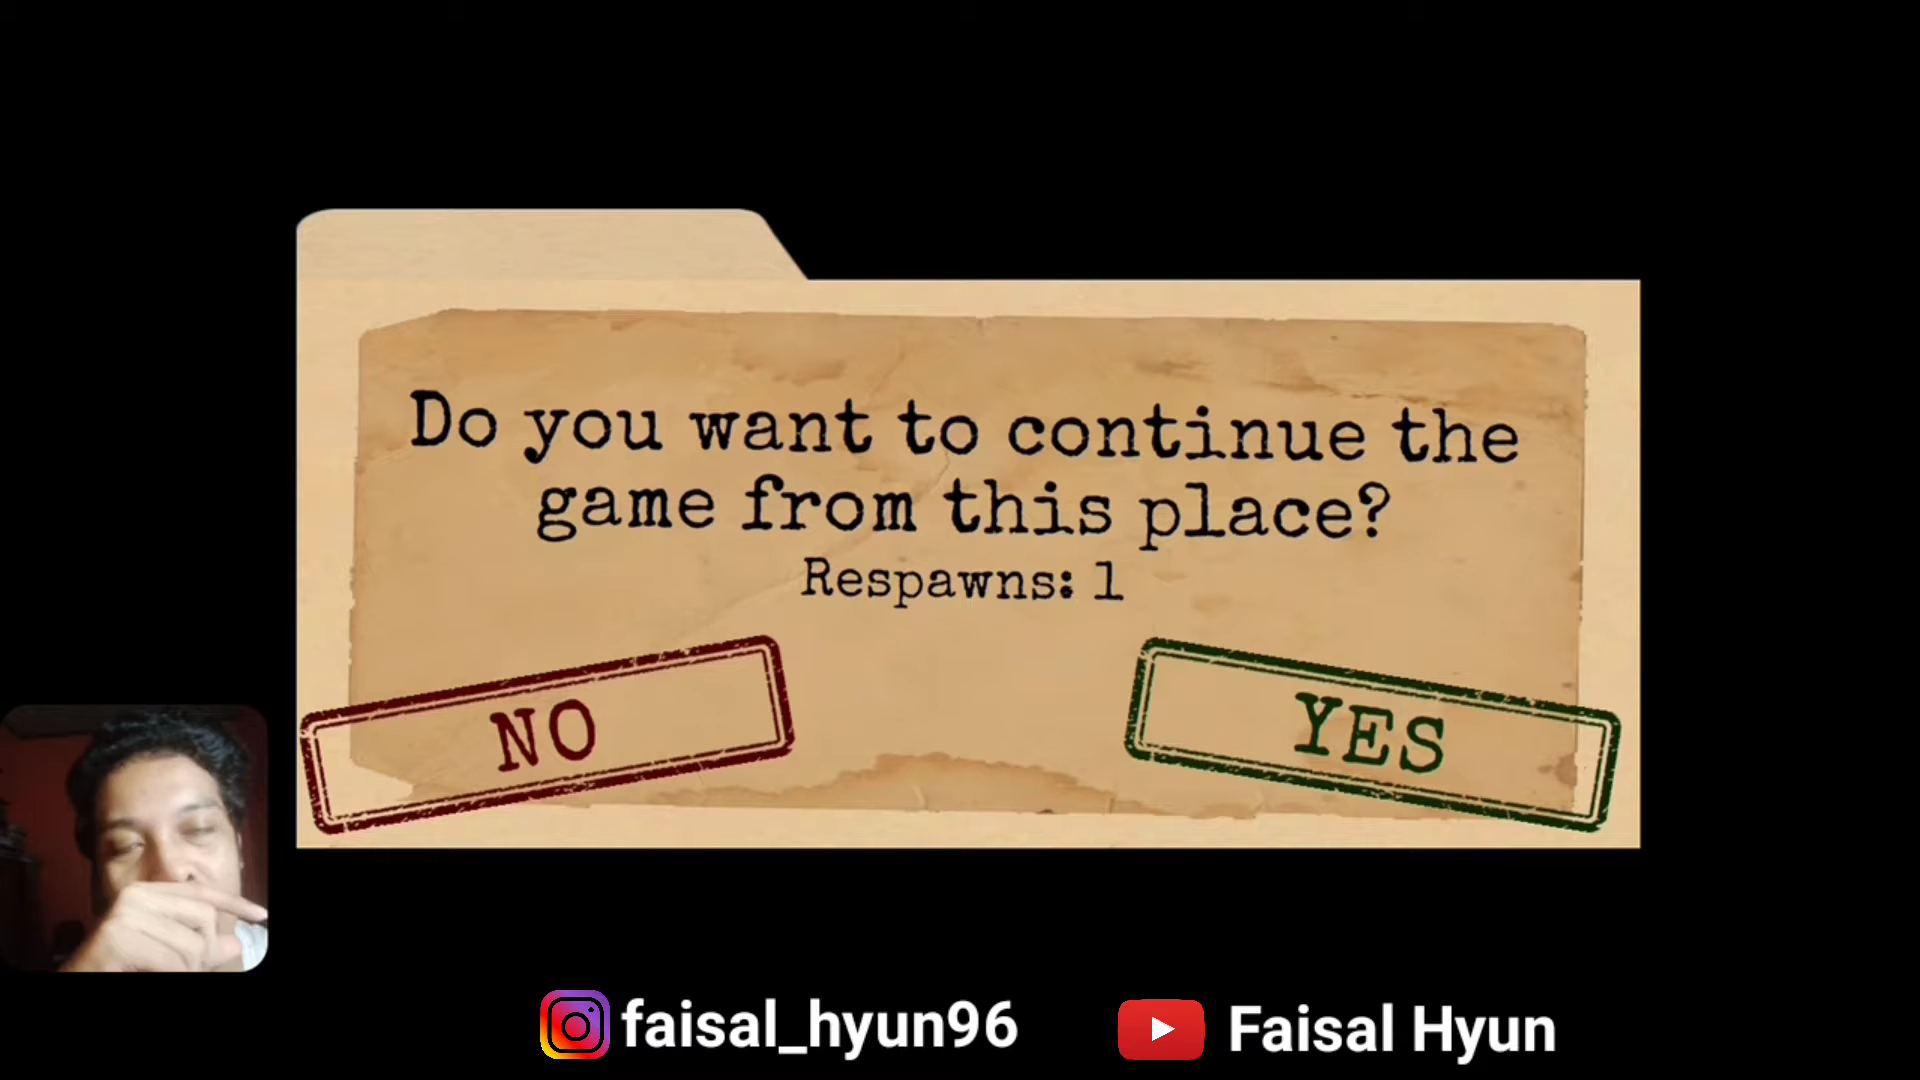 Do you want to continue the
game from this place?
Respawns: 1
NO
YES
faisal_hyun96
Faisal Hyun